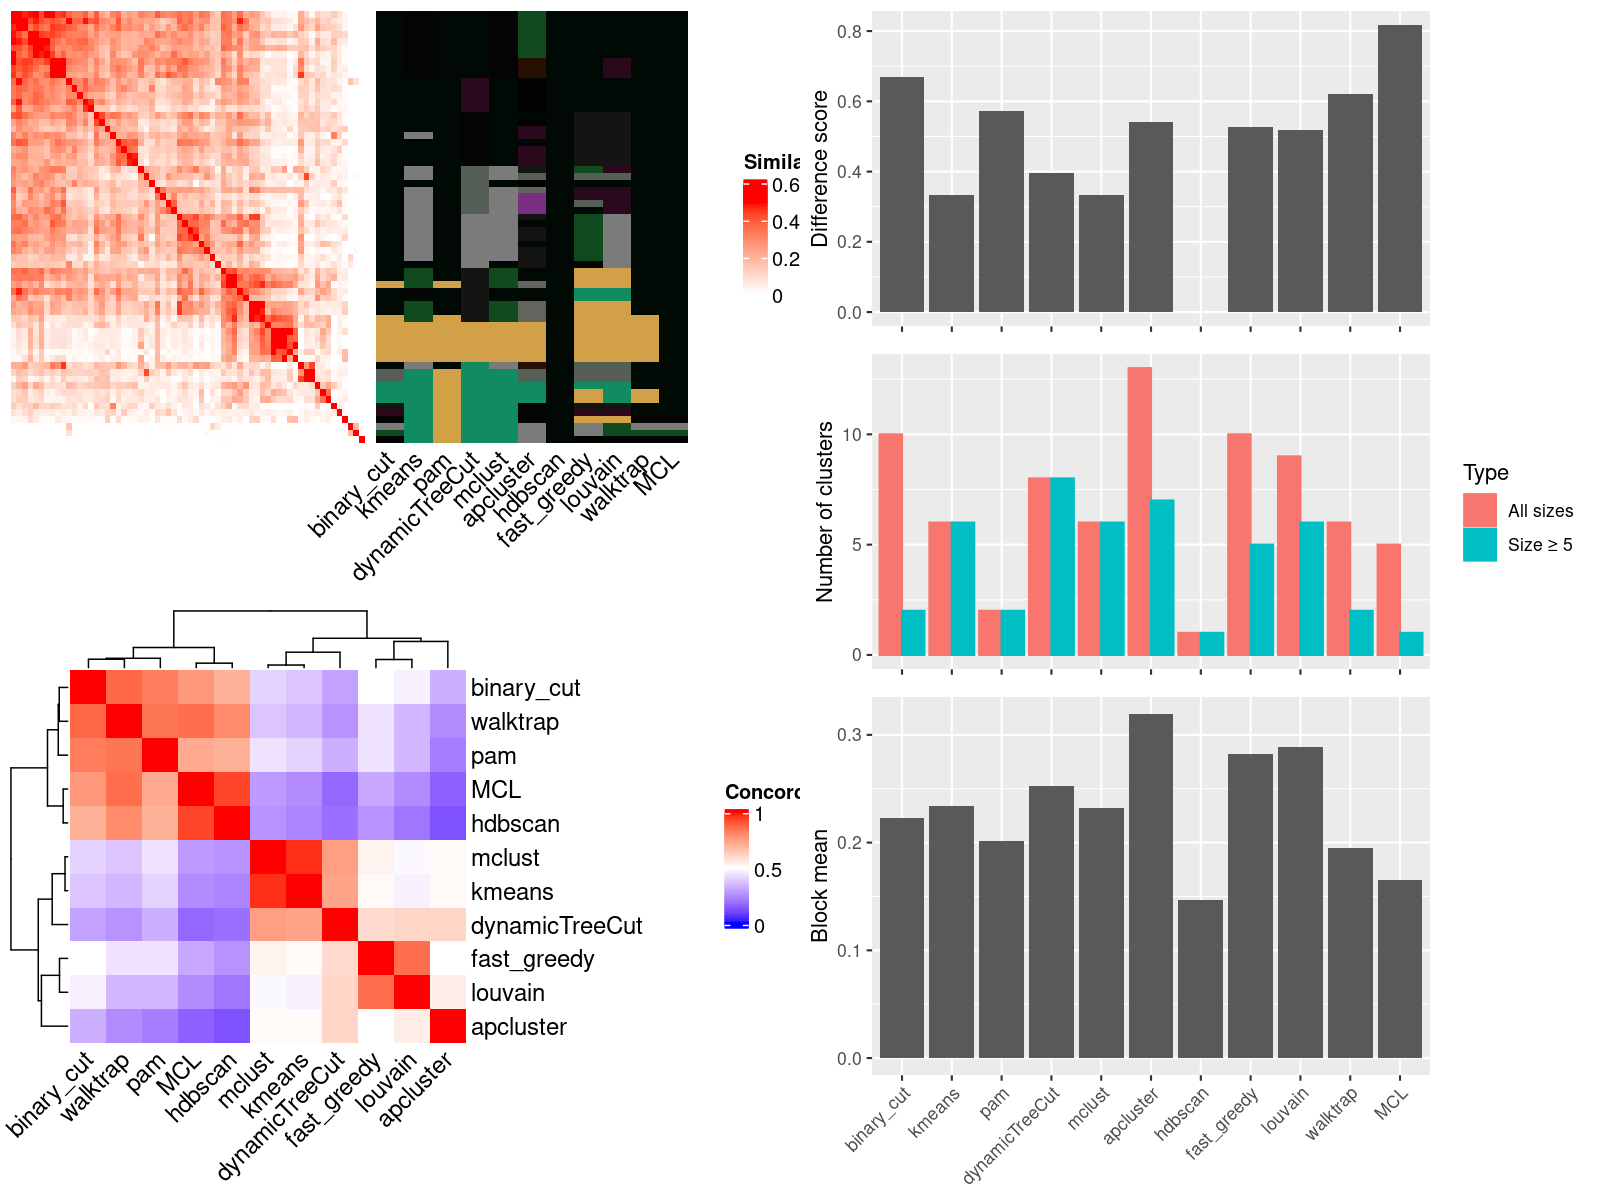 Simila
0.6
0.4
0.2
0
binary_cut
kmeans
pam
dynamicTreeCut
mclust
apcluster
hdbscan
fast_greedy
louvain
walktrap
MCL
binary_cut
walktrap
pam
MCL
hdbscan
mclust
kmeans
dynamicTreeCut
fast_greedy
louvain
apcluster
binary_cut
walktrap
pam
MCL
hdbscan
mclust
kmeans
dynamicTreeCut
fast_greedy
louvain
apcluster
Concord
1
0.5
0
Difference score
0.8
0.6
0.4
0.2
0.0
Number of clusters
10
5
0
Type
All sizes
Size ≥ 5
Block mean
0.3
0.2
0.1
0.0
binary_cut
kmeans
pam
dynamicTreeCut
mclust
apcluster
hdbscan
fast_greedy
louvain
walktrap
MCL